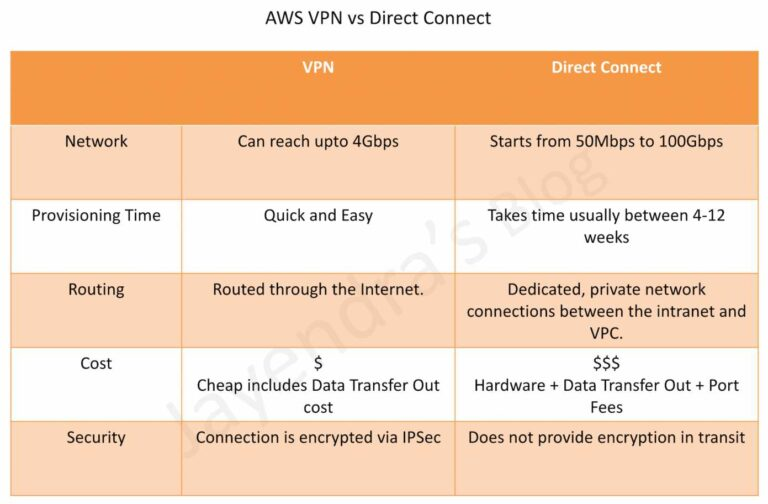 AWS VPN vs Direct Connect
VPN
Direct Connect
Network
Can reach upto 4Gbps
Starts from 50Mbps to 100Gbps
Provisioning Time
Quick and Easy
Takes time usually between 4-12
weeks
Routing
Routed through the Internet.
Dedicated, private network
connections between the intranet and
VPC.
Cost
$
Cheap includes Data Transfer Out
cost
$$$
Hardware + Data Transfer Out + Port
Fees
Security
Connection is encrypted via IPSec
Does not provide encryption in transit
Jayendra's Blog